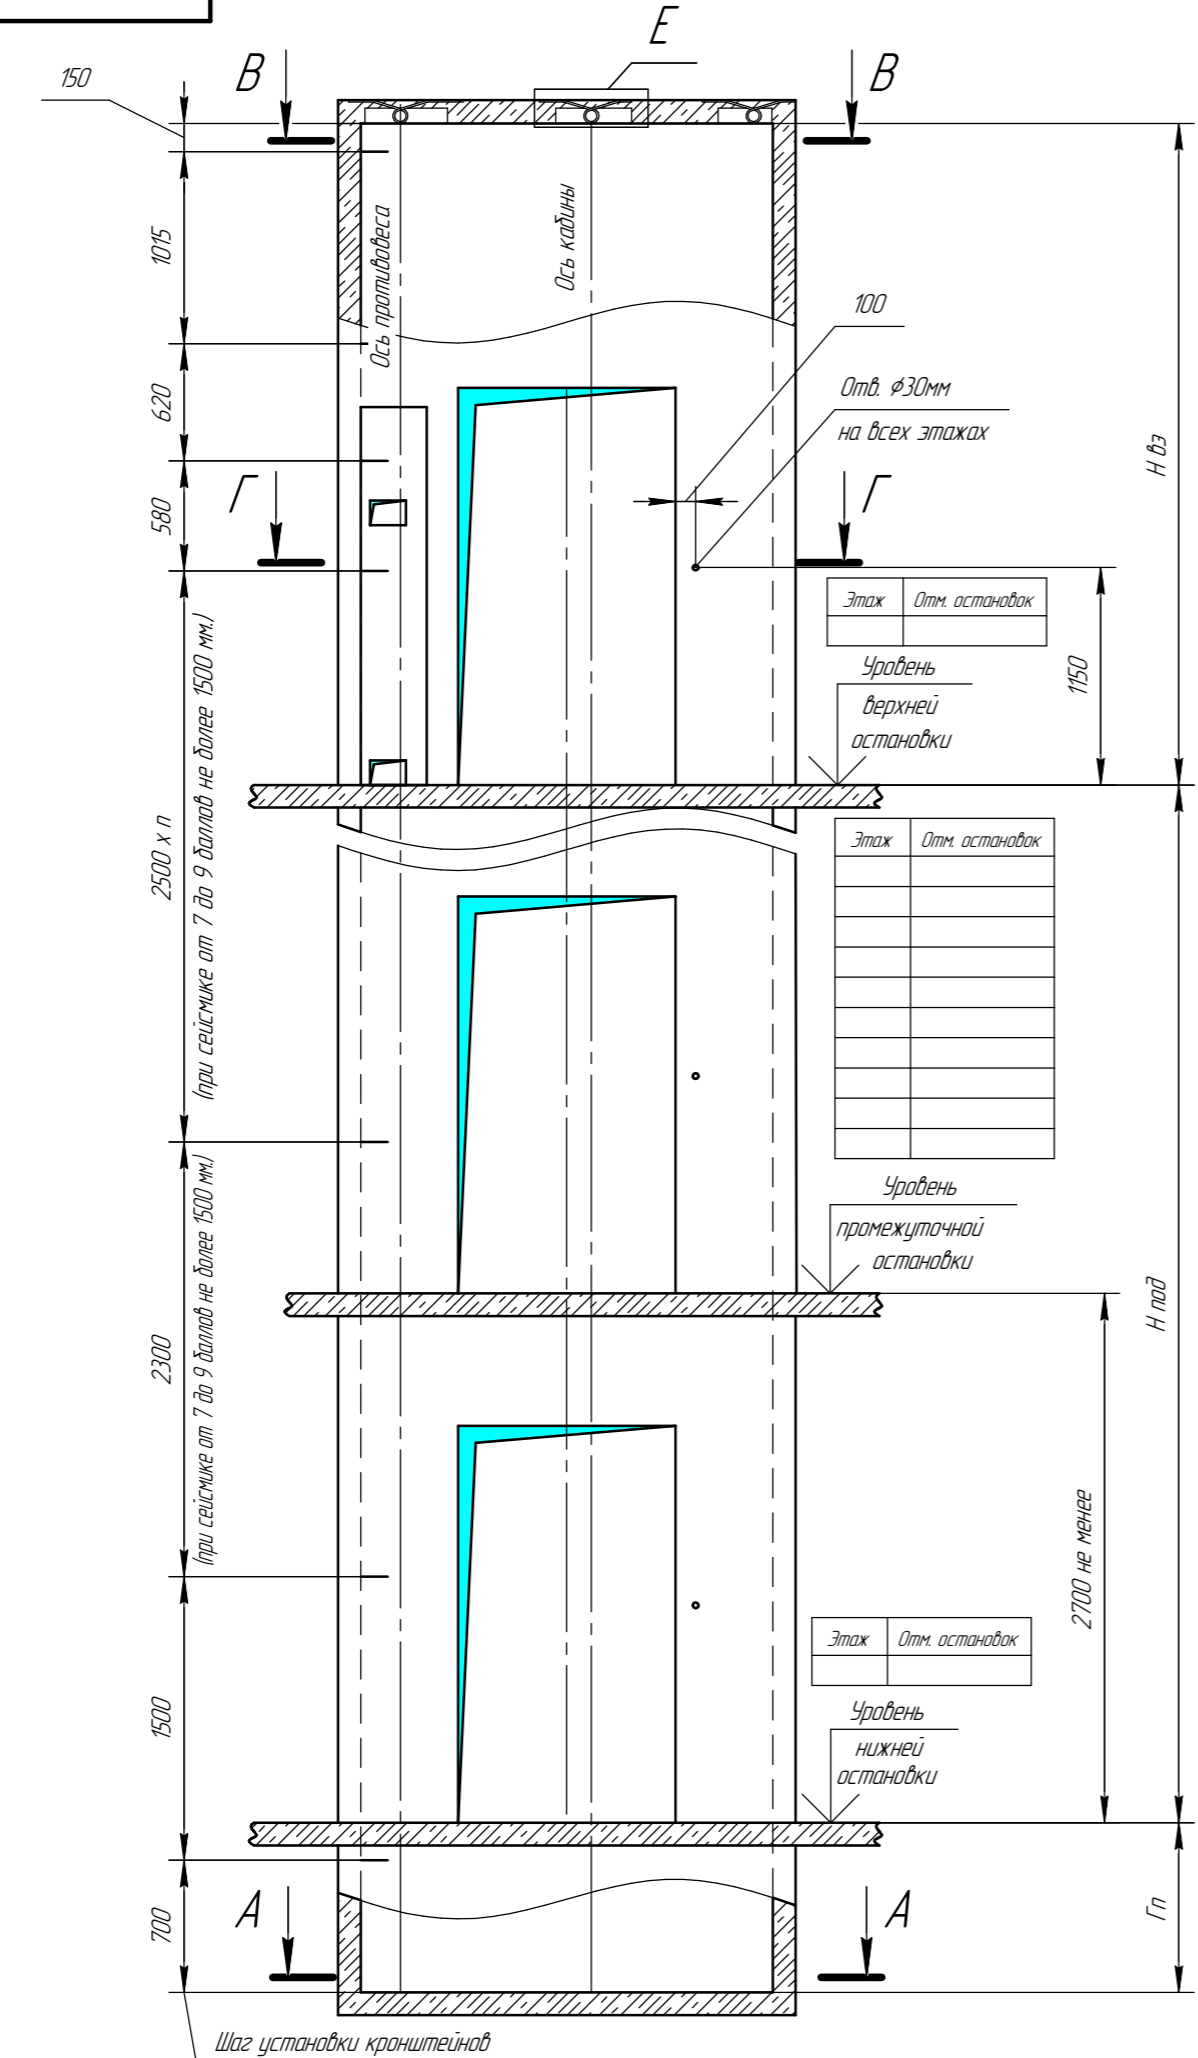 E
B
B
150
Ось противовеса
Ось кабины
1015
100
620
Отв. ϕ30мм
на всех этажах
Н вз
580
Г
Г
Этаж Отм. остановок
1150
Уровень
верхней
остановки
2500 х n
(при сейсмике от 7 до 9 баллов не более 1500 мм.)
Этаж Отм. остановок
Уровень
промежуточной
остановки
2300
(при сейсмике от 7 до 9 баллов не более 1500 мм.)
Н под
2700 не менее
Этаж Отм. остановок
1500
Уровень
нижней
остановки
700
А
А
Гп
Шаг установки кронштейнов